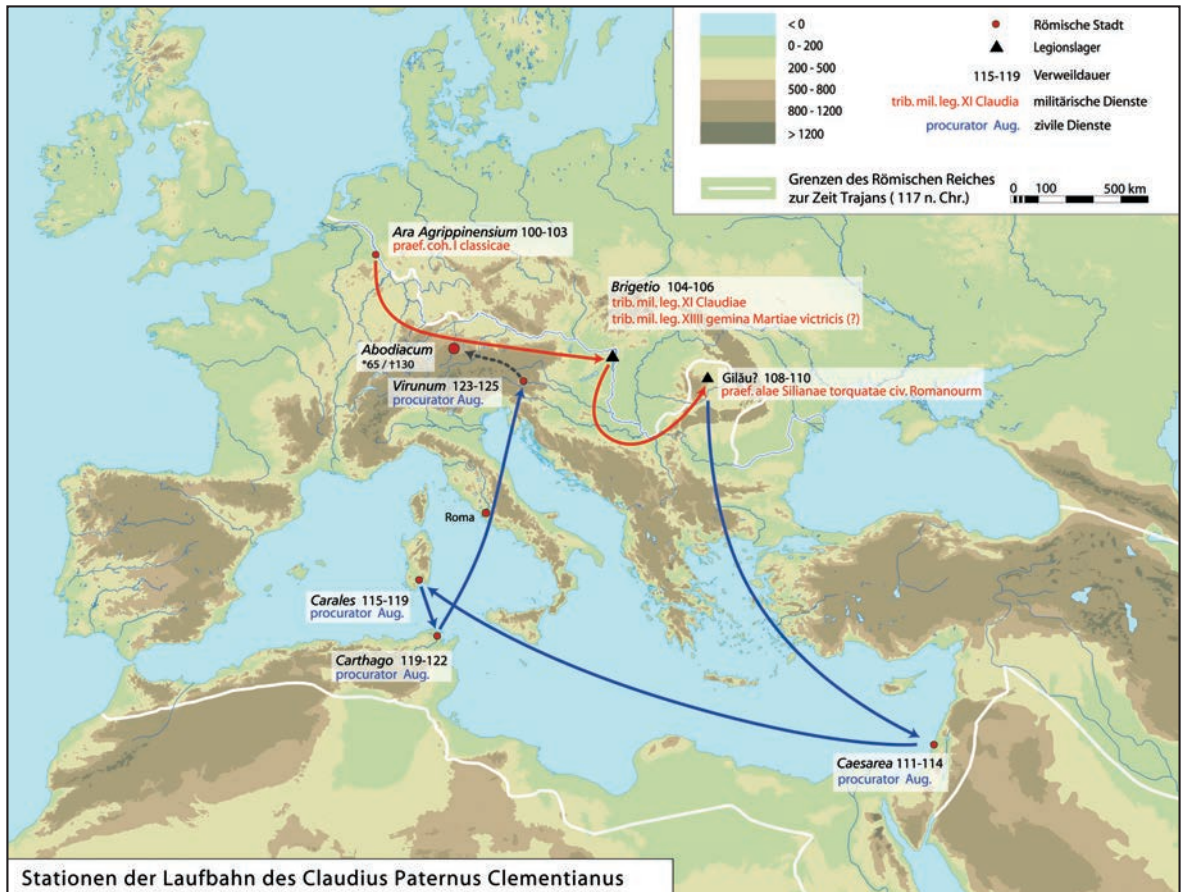 < 0
0 - 200
200 - 500
500 - 800
800 - 1200
> 1200
Römische Stadt
Legionslager
115-119 Verweildauer
trib. mil. leg. XI Claudia militärische Dienste
procurator Aug. zivile Dienste
Grenzen des Römischen Reiches
zur Zeit Trajans ( 117 n. Chr.)
0 100 500 km
Ara Agrippinensium 100-103
praef. coh. I classicae
Brigetio 104-106
trib. mil. leg. XI Claudiae
trib. mil. leg. XIIII gemina Martiae victricis (?)
Abodiacum
*65 / †130
Virunum 123-125
procurator Aug.
Gilău? 108-110
praef. alae Silianae torquatae civ. Romanourm
Roma
Carales 115-119
procurator Aug.
Carthago 119-122
procurator Aug.
Caesarea 111-114
procurator Aug.
Stationen der Laufbahn des Claudius Paternus Clementianus